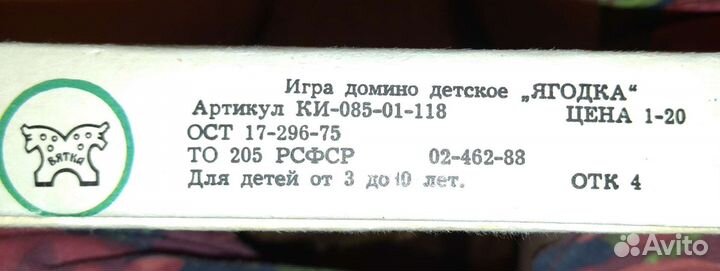 Игра домино детское „ЯГОДКА“
Артикул КИ-085-01-118 ЦЕНА 1-20
ОСТ 17-296-75
ТО 205 РСФСР 02-462-88
Для детей от 3 до 10 лет. ОТК 4
ВЯТКА
Avito